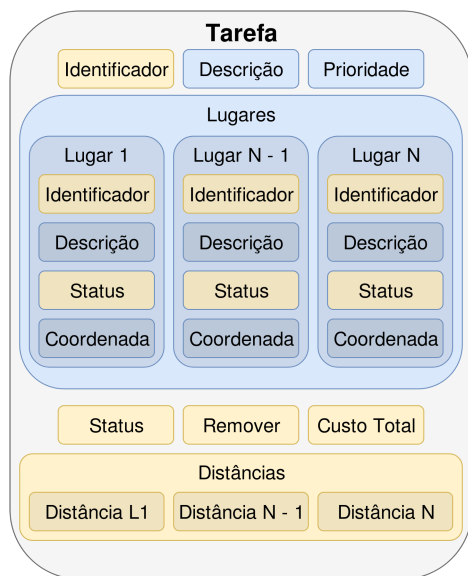 Tarefa
Identificador Descrição Prioridade
Lugares
Lugar 1 Lugar N - 1 Lugar N
Identificador Identificador Identificador
Descrição Descrição Descrição
Status Status Status
Coordenada Coordenada Coordenada
Status Remover Custo Total
Distâncias
Distância L1 Distância N - 1 Distância N